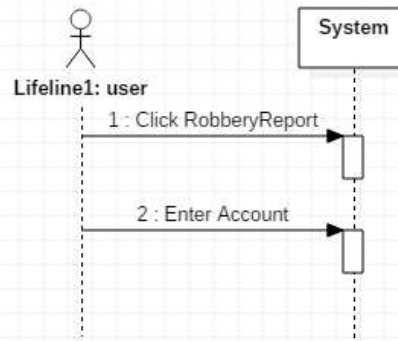 System
Lifeline1: user
1 : Click RobberyReport
2 : Enter Account